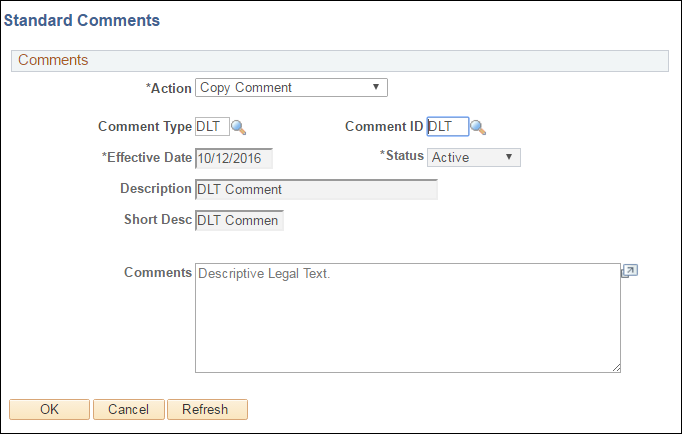 Standard Comments
Comments
*Action Copy Comment
Comment Type DLT Comment ID DLT
*Effective Date 10/12/2016 *Status Active
Description DLT Comment
Short Desc DLT Commen
Comments Descriptive Legal Text.
OK Cancel Refresh